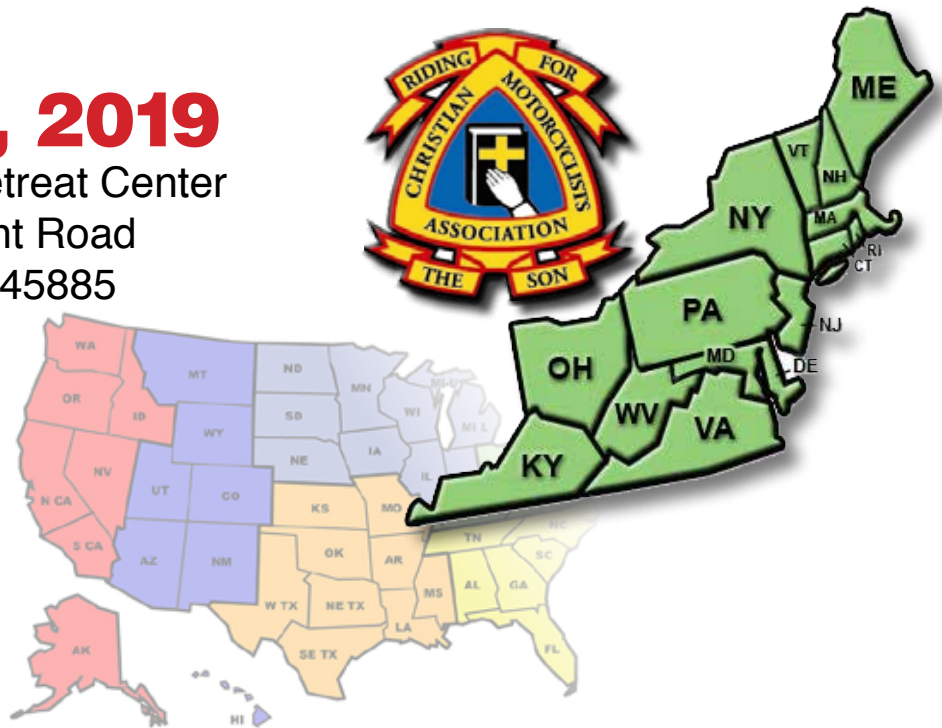 , 2019
etreat Center
nt Road
45885
RIDING FOR
CHRISTIAN MOTORCYCLISTS
ASSOCIATION
THE SON
ME
VT
NH
NY
MA
RI
CT
PA
NJ
OH
MD
DE
WV
VA
KY
WA
MT
ND
MN
OR
ID
SD
WI
MI L
WY
NE
IA
IL
NV
UT
CO
N CA
KS
MO
S CA
AZ
NM
OK
AR
TN
NC
SC
W TX
NE TX
MS
AL
GA
LA
SE TX
FL
AK
HI